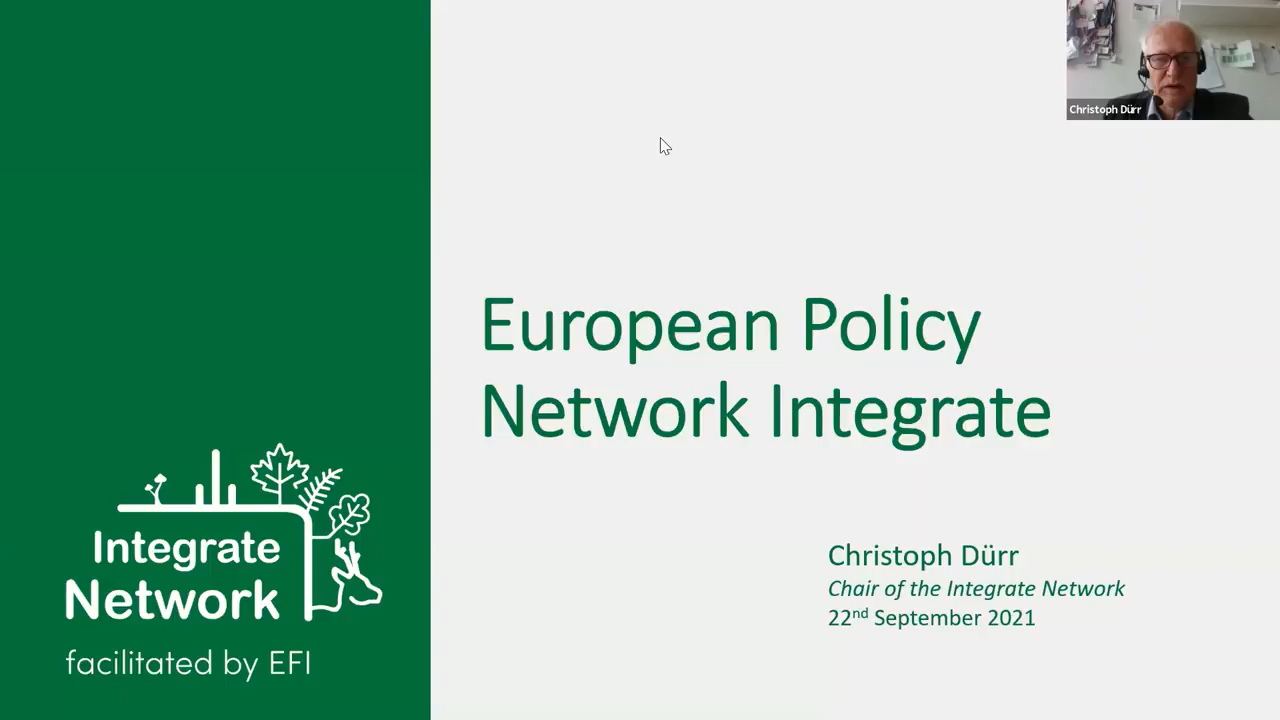 Christoph Dürr
European Policy
Network Integrate
Christoph Dürr
Chair of the Integrate Network
22nd September 2021
Integrate
Network
facilitated by EFI